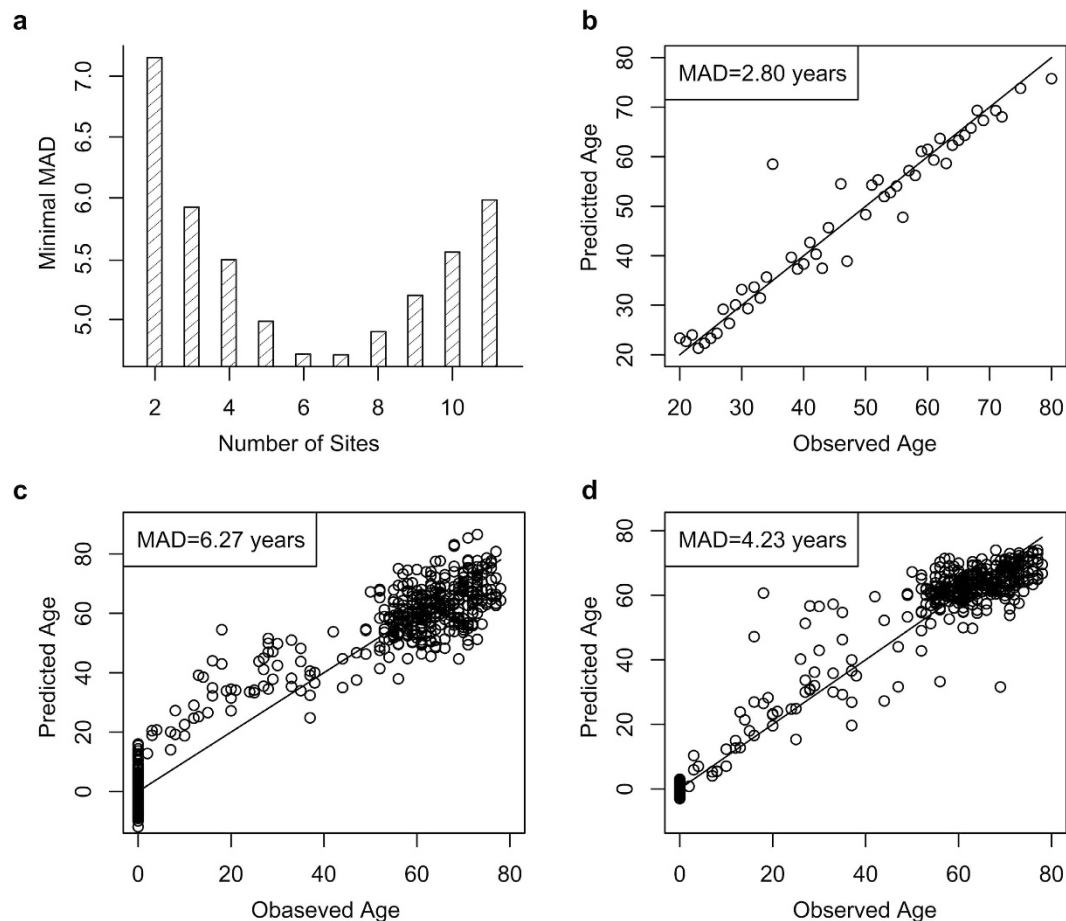 a
7.0
6.5
6.0
5.5
5.0
Minimal MAD
2 4 6 8 10
Number of Sites
b
MAD=2.80 years
80
70
60
50
40
30
20
Predictted Age
20 30 40 50 60 70 80
Observed Age
c
MAD=6.27 years
80
60
40
20
0
Predicted Age
0 20 40 60 80
Obaseved Age
d
MAD=4.23 years
80
60
40
20
0
Predicted Age
0 20 40 60 80
Observed Age